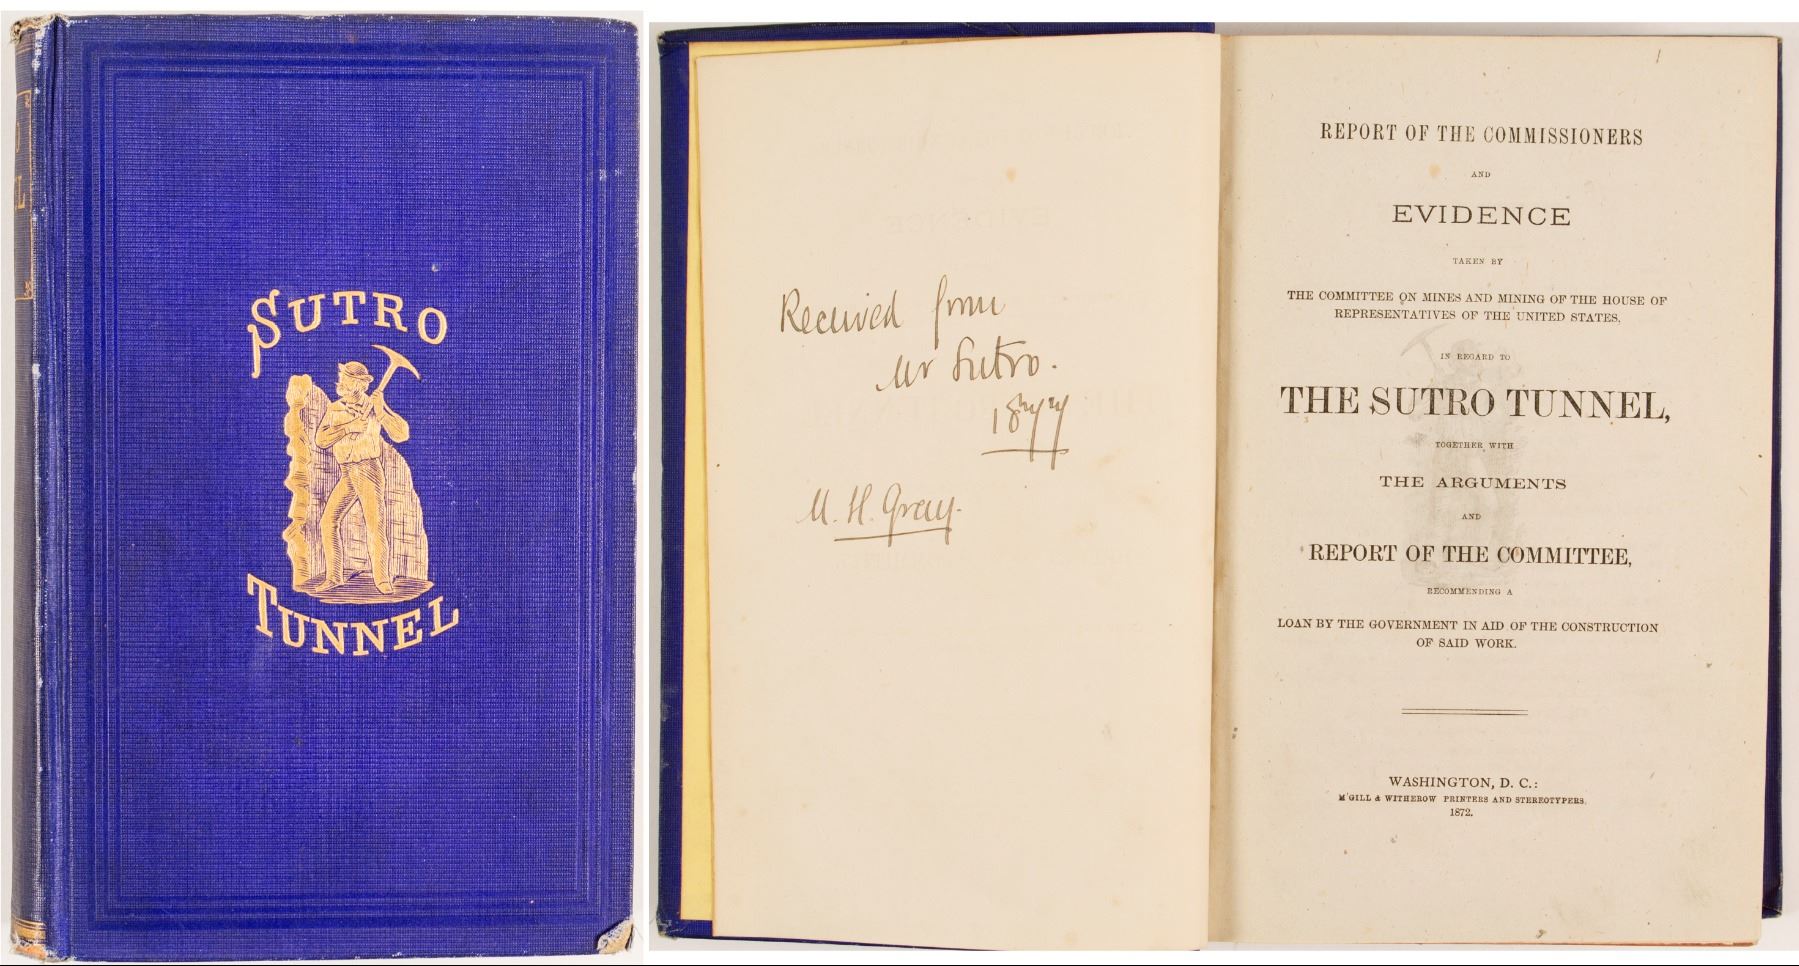 SUTRO
TUNNEL
Received from
Mr Sutro.
1877
M. H. Gray.
REPORT OF THE COMMISSIONERS
AND
EVIDENCE
TAKEN BY
THE COMMITTEE ON MINES AND MINING OF THE HOUSE OF
REPRESENTATIVES OF THE UNITED STATES,
IN REGARD TO
THE SUTRO TUNNEL,
TOGETHER WITH
THE ARGUMENTS
AND
REPORT OF THE COMMITTEE,
RECOMMENDING A
LOAN BY THE GOVERNMENT IN AID OF THE CONSTRUCTION
OF SAID WORK.
WASHINGTON, D. C.:
M'GILL & WITHEROW PRINTERS AND STEREOTYPERS.
1872.